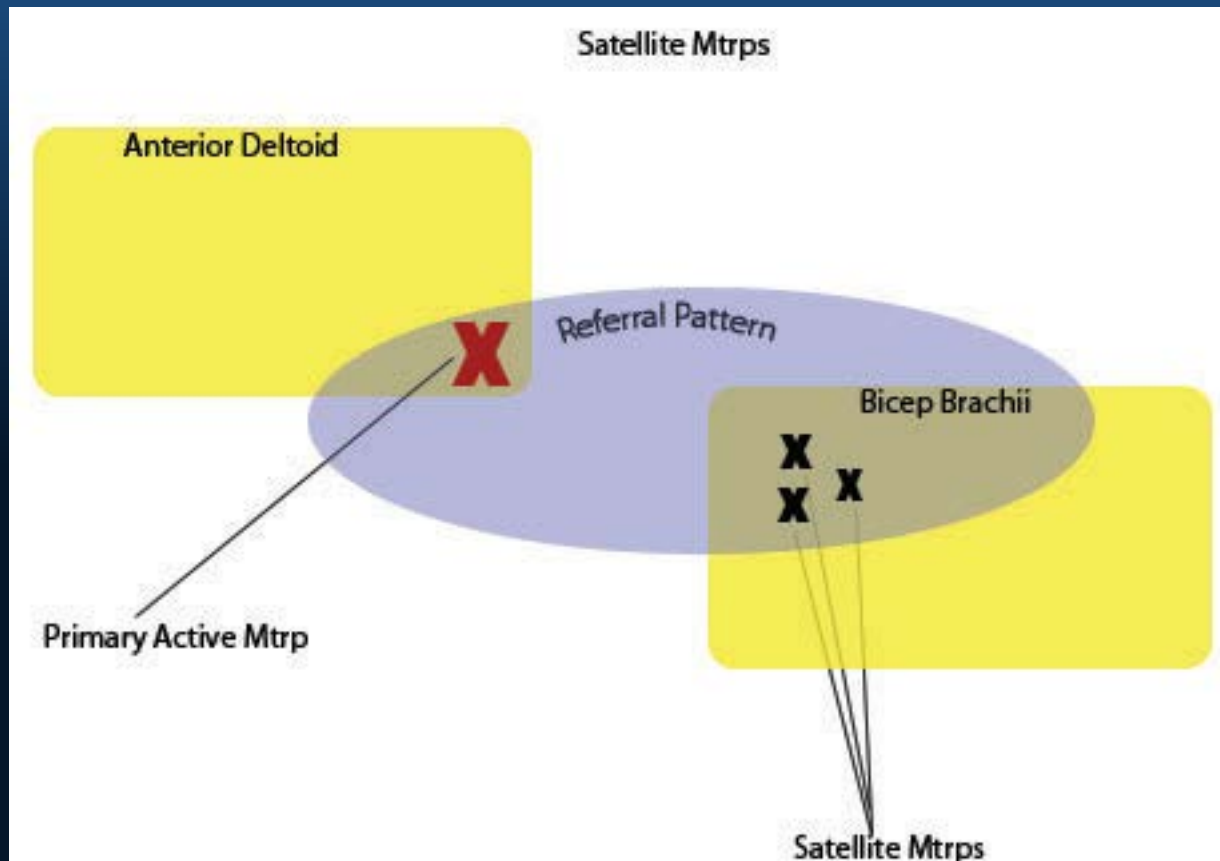 Satellite Mtrps
Anterior Deltoid
Referral Pattern
X
Bicep Brachii
X
X
X
Primary Active Mtrp
Satellite Mtrps